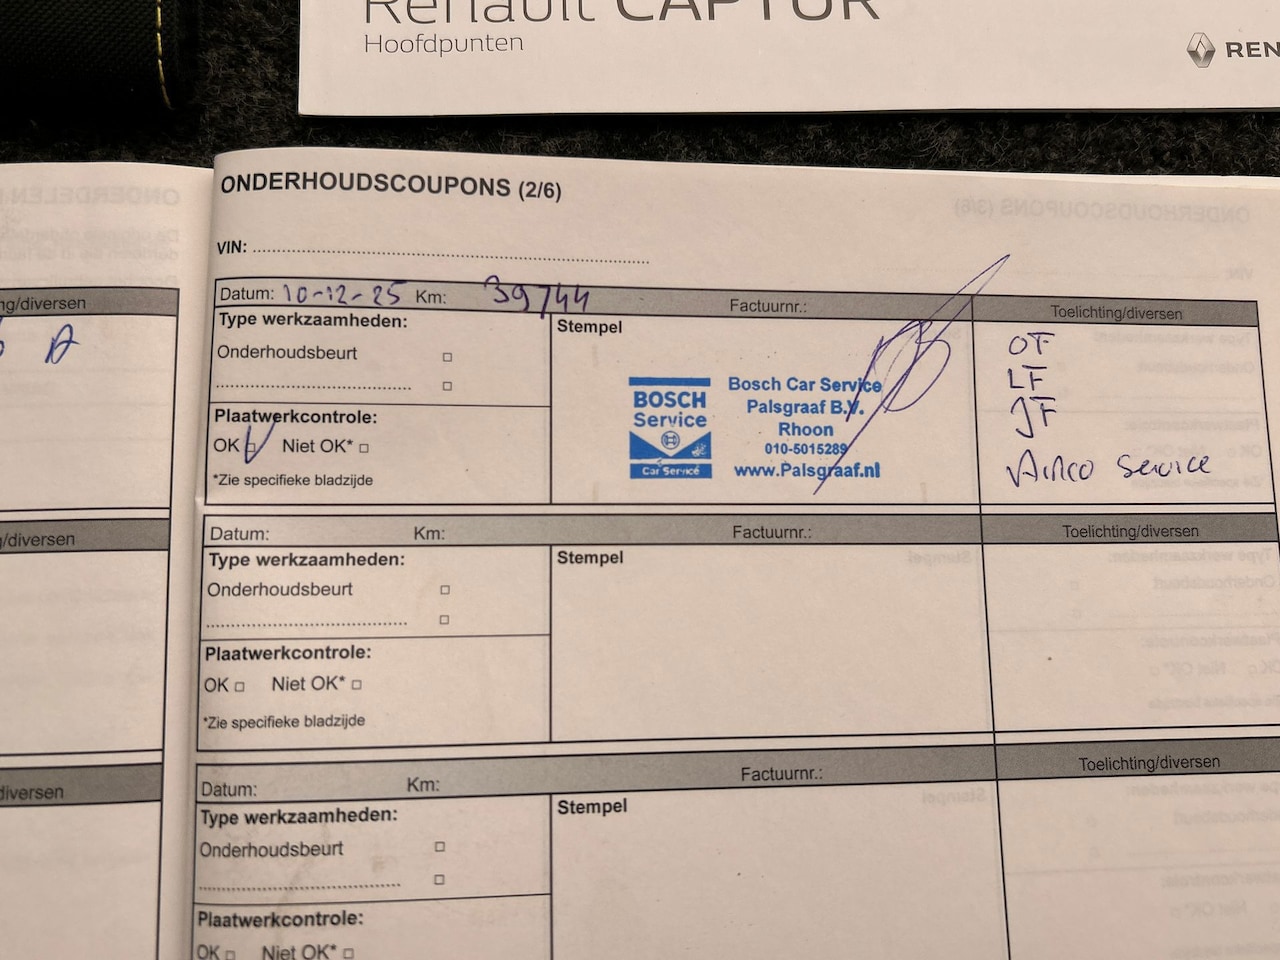 Renault CAPTUR
Hoofdpunten
REN
ONDERHOUDSCOUPONS (2/6)
VIN:
ng/diversen
A
Datum: 10-12-25 Km: 39744 Factuurnr.: Toelichting/diversen
Type werkzaamheden:
Onderhoudsbeurt
Plaatwerkcontrole:
OK Niet OK*
*Zie specifieke bladzijde
Stempel
BOSCH
Service
Car Service
Bosch Car Service
Palsgraaf B.V.
Rhoon
010-5015289
www.Palsgraaf.nl
OF
LF
JF
Airco Service
g/diversen
Datum: Km: Factuurnr.: Toelichting/diversen
Type werkzaamheden:
Onderhoudsbeurt
Plaatwerkcontrole:
OK Niet OK*
*Zie specifieke bladzijde
Stempel
diversen
Datum: Km: Factuurnr.: Toelichting/diversen
Type werkzaamheden:
Onderhoudsbeurt
Plaatwerkcontrole:
OK Niet OK*
Stempel